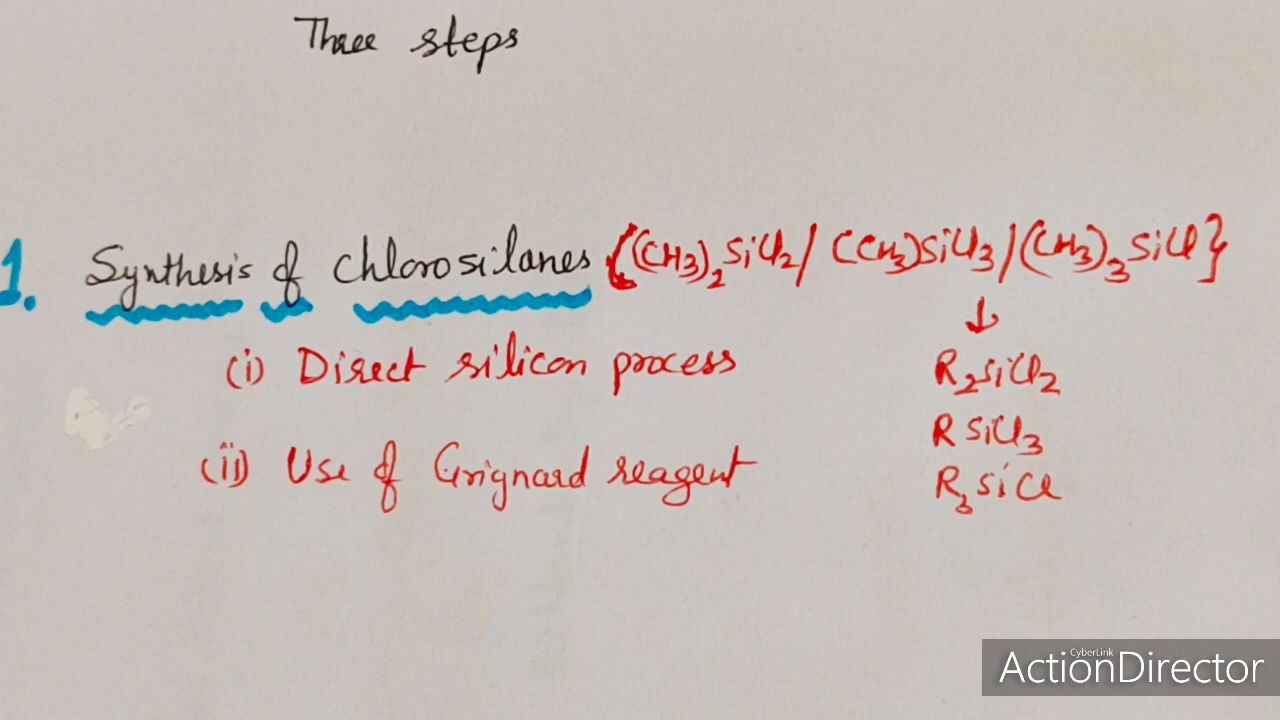 Three steps
1. Synthesis of chlorosilanes {(CH3)2SiCl2/ (CH3)SiCl3/(CH3)3SiCl}
↓
(i) Direct silicon process R2SiCl2
RSiCl3
(ii) Use of Grignard reagent R3SiCl
CyberLink
ActionDirector